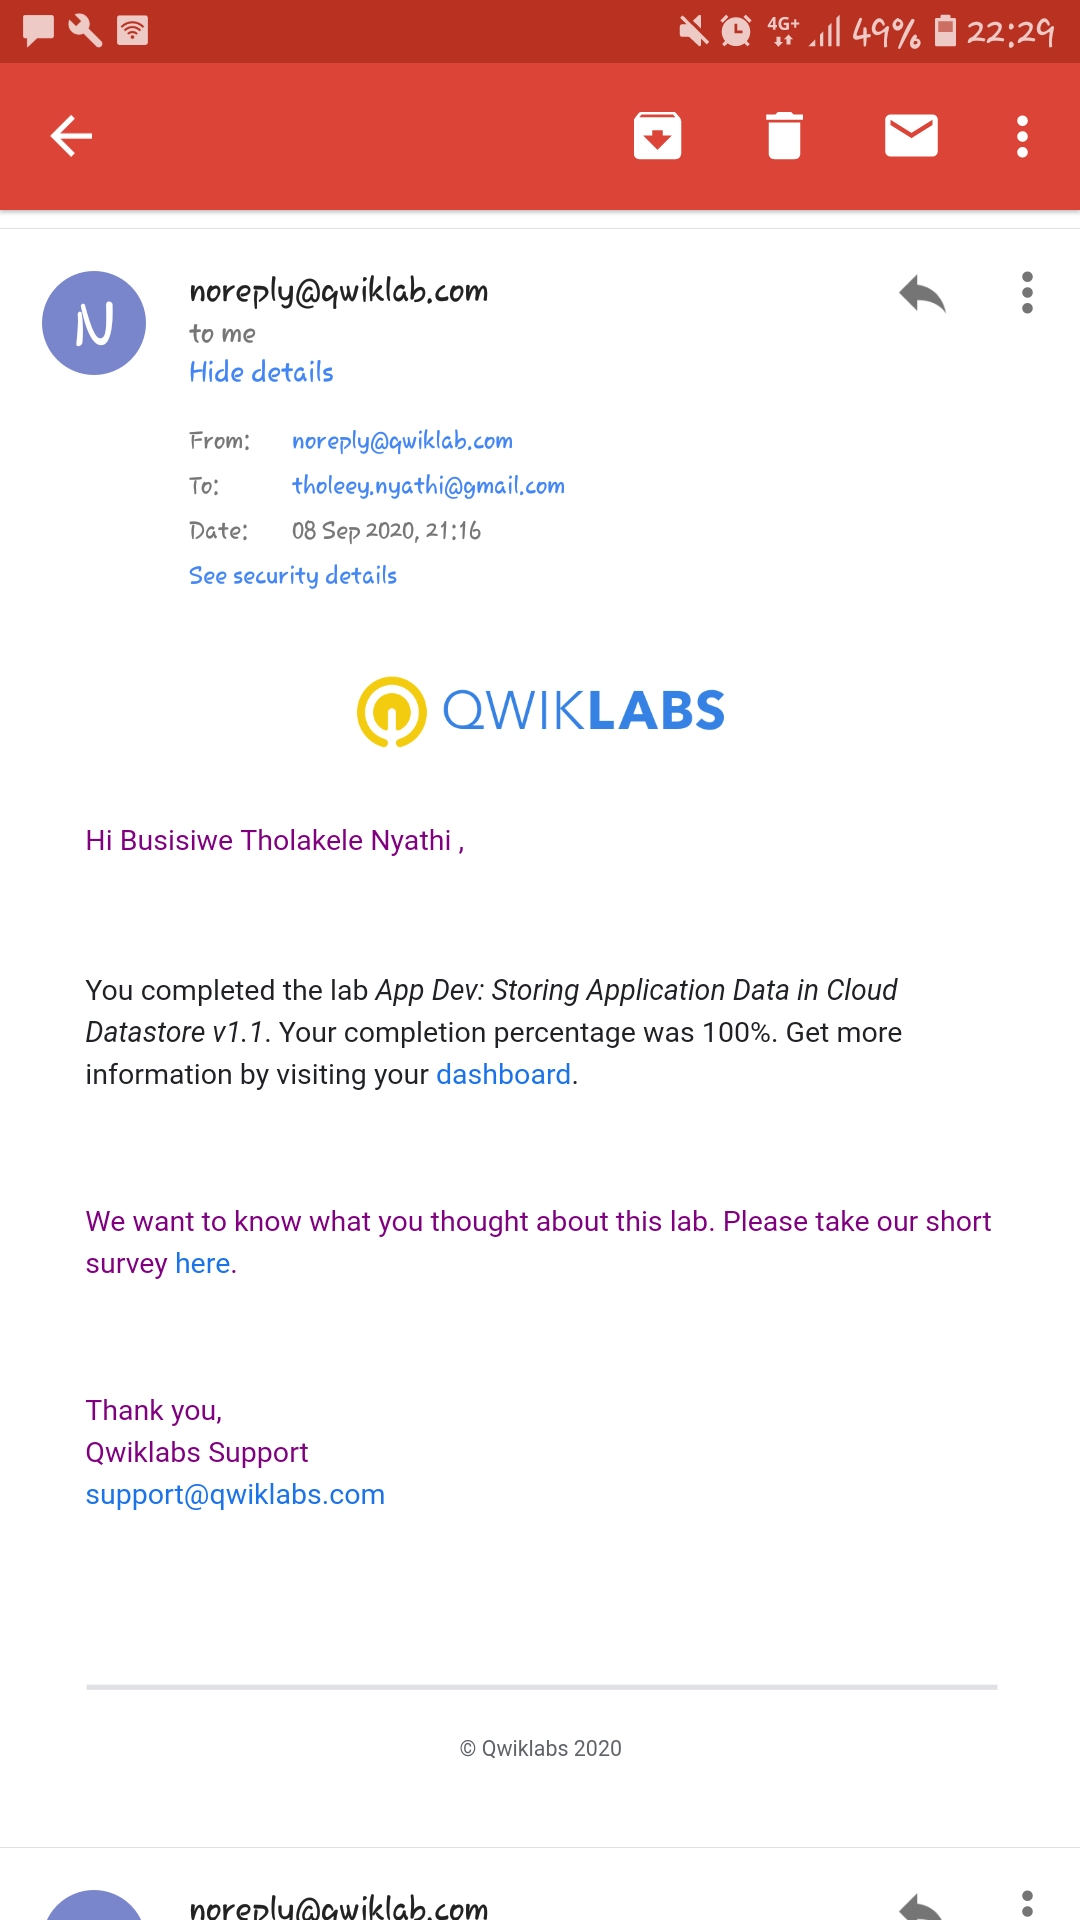 4G+ 49% 22:29
N
noreply@qwiklab.com
to me
Hide details
From: noreply@qwiklab.com
To: tholeey.nyathi@gmail.com
Date: 08 Sep 2020, 21:16
See security details
QWIKLABS
Hi Busisiwe Tholakele Nyathi ,
You completed the lab App Dev: Storing Application Data in Cloud
Datastore v1.1. Your completion percentage was 100%. Get more
information by visiting your dashboard.
We want to know what you thought about this lab. Please take our short
survey here.
Thank you,
Qwiklabs Support
support@qwiklabs.com
© Qwiklabs 2020
noreply@qwiklab.com